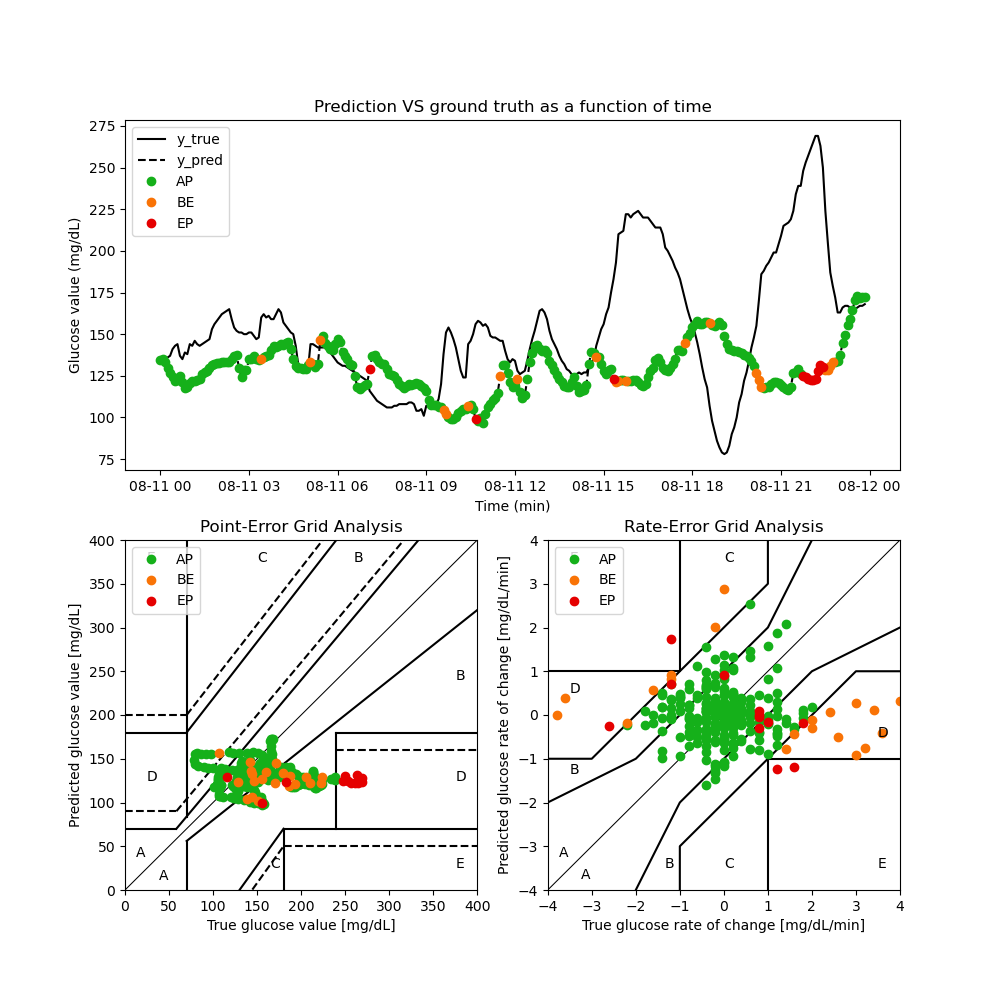 Prediction VS ground truth as a function of time
Glucose value (mg/dL)
275
250
225
200
175
150
125
100
75
y_true
y_pred
AP
BE
EP
08-11 00 08-11 03 08-11 06 08-11 09 08-11 12 08-11 15 08-11 18 08-11 21 08-12 00
Time (min)
Point-Error Grid Analysis
Predicted glucose value [mg/dL]
400
350
300
250
200
150
100
50
0
AP
BE
EP
C B
B
D D
A
A
C E
0 50 100 150 200 250 300 350 400
True glucose value [mg/dL]
Rate-Error Grid Analysis
Predicted glucose rate of change [mg/dL/min]
4
3
2
1
0
−1
−2
−3
−4
AP
BE
EP
C
D
D
B
A
A
B C E
−4 −3 −2 −1 0 1 2 3 4
True glucose rate of change [mg/dL/min]